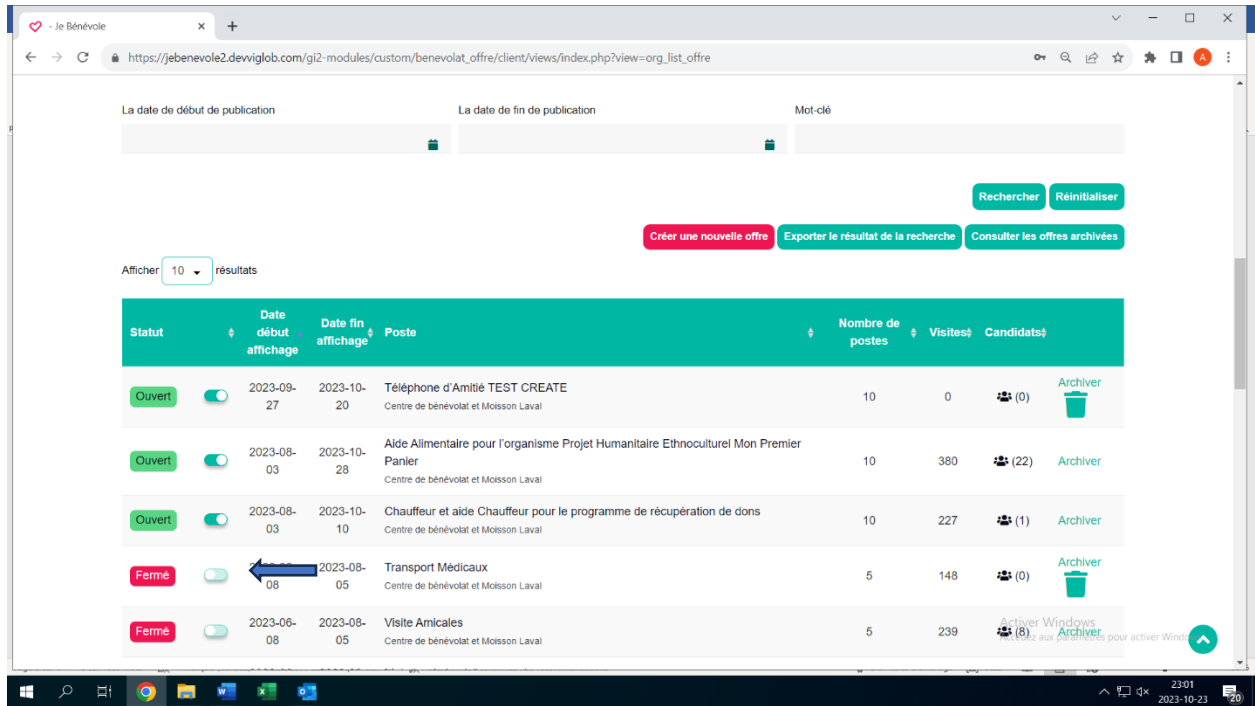 - Je Bénévole
https://jebenevole2.devviglob.com/gi2-modules/custom/benevolat_offre/client/views/index.php?view=org_list_offre
A
La date de début de publication La date de fin de publication Mot-clé
Rechercher Réinitialiser
Créer une nouvelle offre Exporter le résultat de la recherche Consulter les offres archivées
Afficher 10 résultats
Statut Date début affichage Date fin affichage Poste Nombre de postes Visites Candidats
Ouvert 2023-09-27 2023-10-20 Téléphone d'Amitié TEST CREATE 10 0 (0) Archiver
Centre de bénévolat et Moisson Laval
Ouvert 2023-08-03 2023-10-28 Aide Alimentaire pour l'organisme Projet Humanitaire Ethnoculturel Mon Premier
Panier 10 380 (22) Archiver
Centre de bénévolat et Moisson Laval
Ouvert 2023-08-03 2023-10-10 Chauffeur et aide Chauffeur pour le programme de récupération de dons 10 227 (1) Archiver
Centre de bénévolat et Moisson Laval
Fermé 08 2023-08-05 Transport Médicaux 5 148 (0) Archiver
Centre de bénévolat et Moisson Laval
Fermé 2023-06-08 2023-08-05 Visite Amicales 5 239 (8) Archiver
Centre de bénévolat et Moisson Laval
Activer Windows
aux paramètres pour activer
23:01
2023-10-23
20